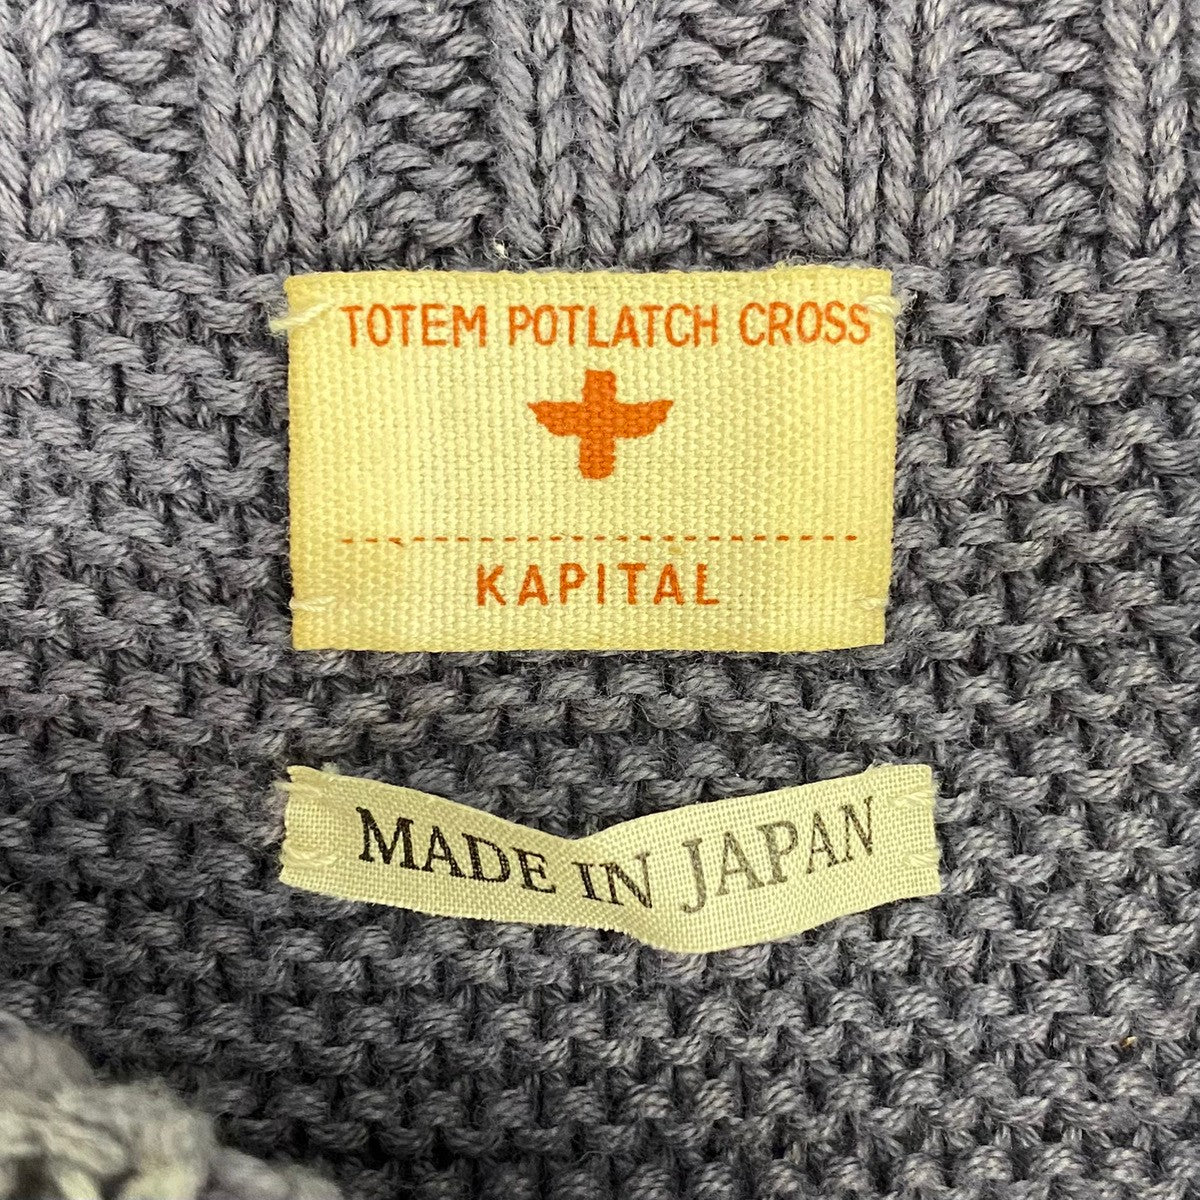 TOTEM POTLATCH CROSS
KAPITAL
MADE IN JAPAN